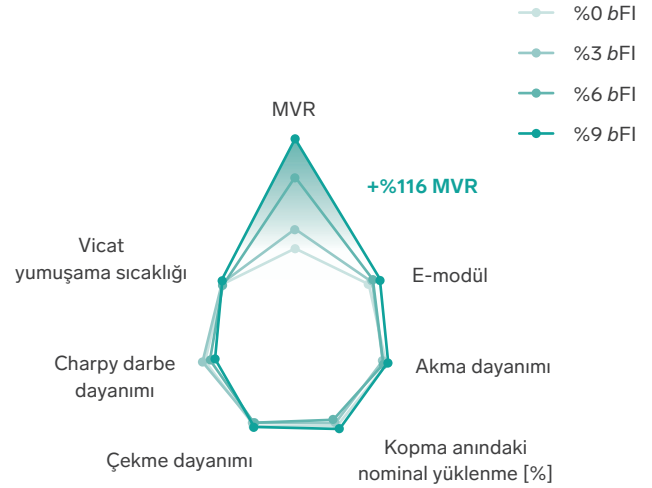 %0 bFI
%3 bFI
%6 bFI
%9 bFI
MVR
+%116 MVR
Vicat
yumuşama sıcaklığı
E-modül
Charpy darbe
dayanımı
Akma dayanımı
Çekme dayanımı
Kopma anındaki
nominal yüklenme [%]